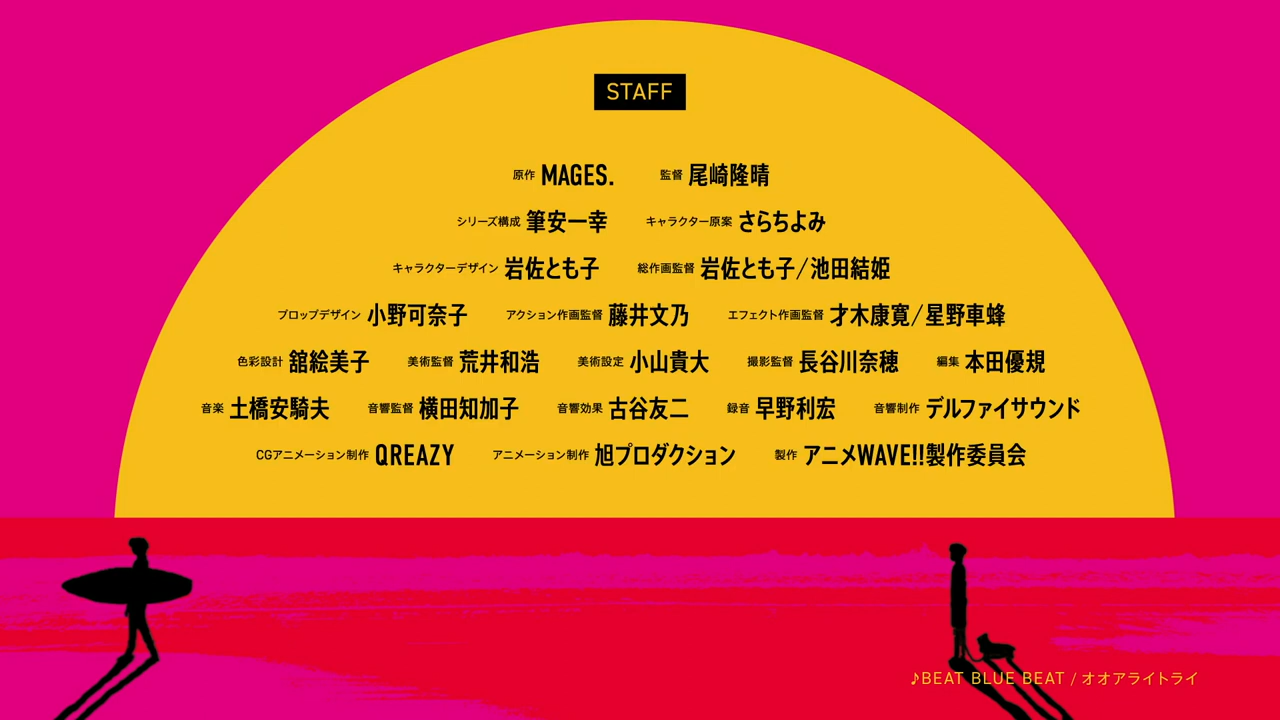 STAFF
原作 MAGES. 監督 尾崎隆晴
シリーズ構成 筆安一幸 キャラクター原案 さらちよみ
キャラクターデザイン 岩佐とも子 総作画監督 岩佐とも子/池田結姫
プロップデザイン 小野可奈子 アクション作画監督 藤井文乃 エフェクト作画監督 才木康寛/星野車蜂
色彩設計 舘絵美子 美術監督 荒井和浩 美術設定 小山貴大 撮影監督 長谷川奈穂 編集 本田優規
音楽 土橋安騎夫 音響監督 横田知加子 音響効果 古谷友二 録音 早野利宏 音響制作 デルファイサウンド
CGアニメーション制作 QREAZY アニメーション制作 旭プロダクション 製作 アニメWAVE!!製作委員会
♪BEAT BLUE BEAT / オオアライトライ